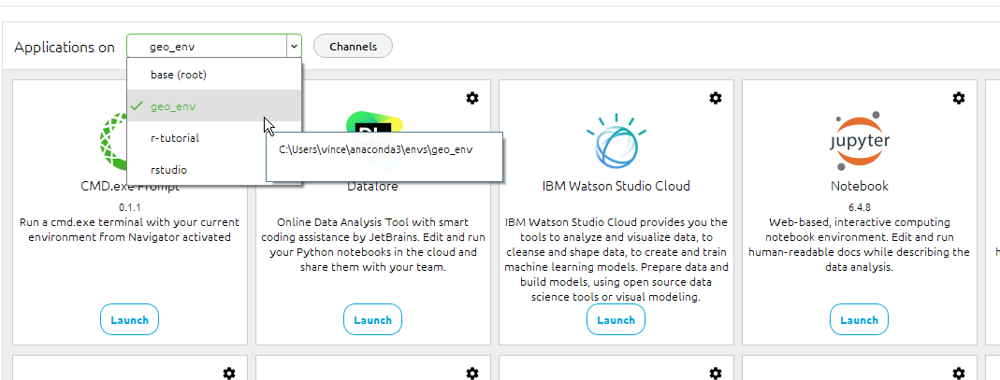 Applications on geo_env Channels
base (root)
geo_env
r-tutorial
C:\Users\vince\anaconda3\envs\geo_env
rstudio
jupyter
CMD.exe Prompt
0.1.1
Run a cmd.exe terminal with your current
environment from Navigator activated
Launch
Datalore
Online Data Analysis Tool with smart
coding assistance by JetBrains. Edit and run
your Python notebooks in the cloud and
share them with your team.
Launch
IBM Watson Studio Cloud
IBM Watson Studio Cloud provides you the
tools to analyze and visualize data, to
cleanse and shape data, to create and train
machine learning models. Prepare data and
build models, using open source data
science tools or visual modeling.
Launch
Notebook
6.4.8
Web-based, interactive computing
notebook environment. Edit and run
human-readable docs while describing the
data analysis.
Launch